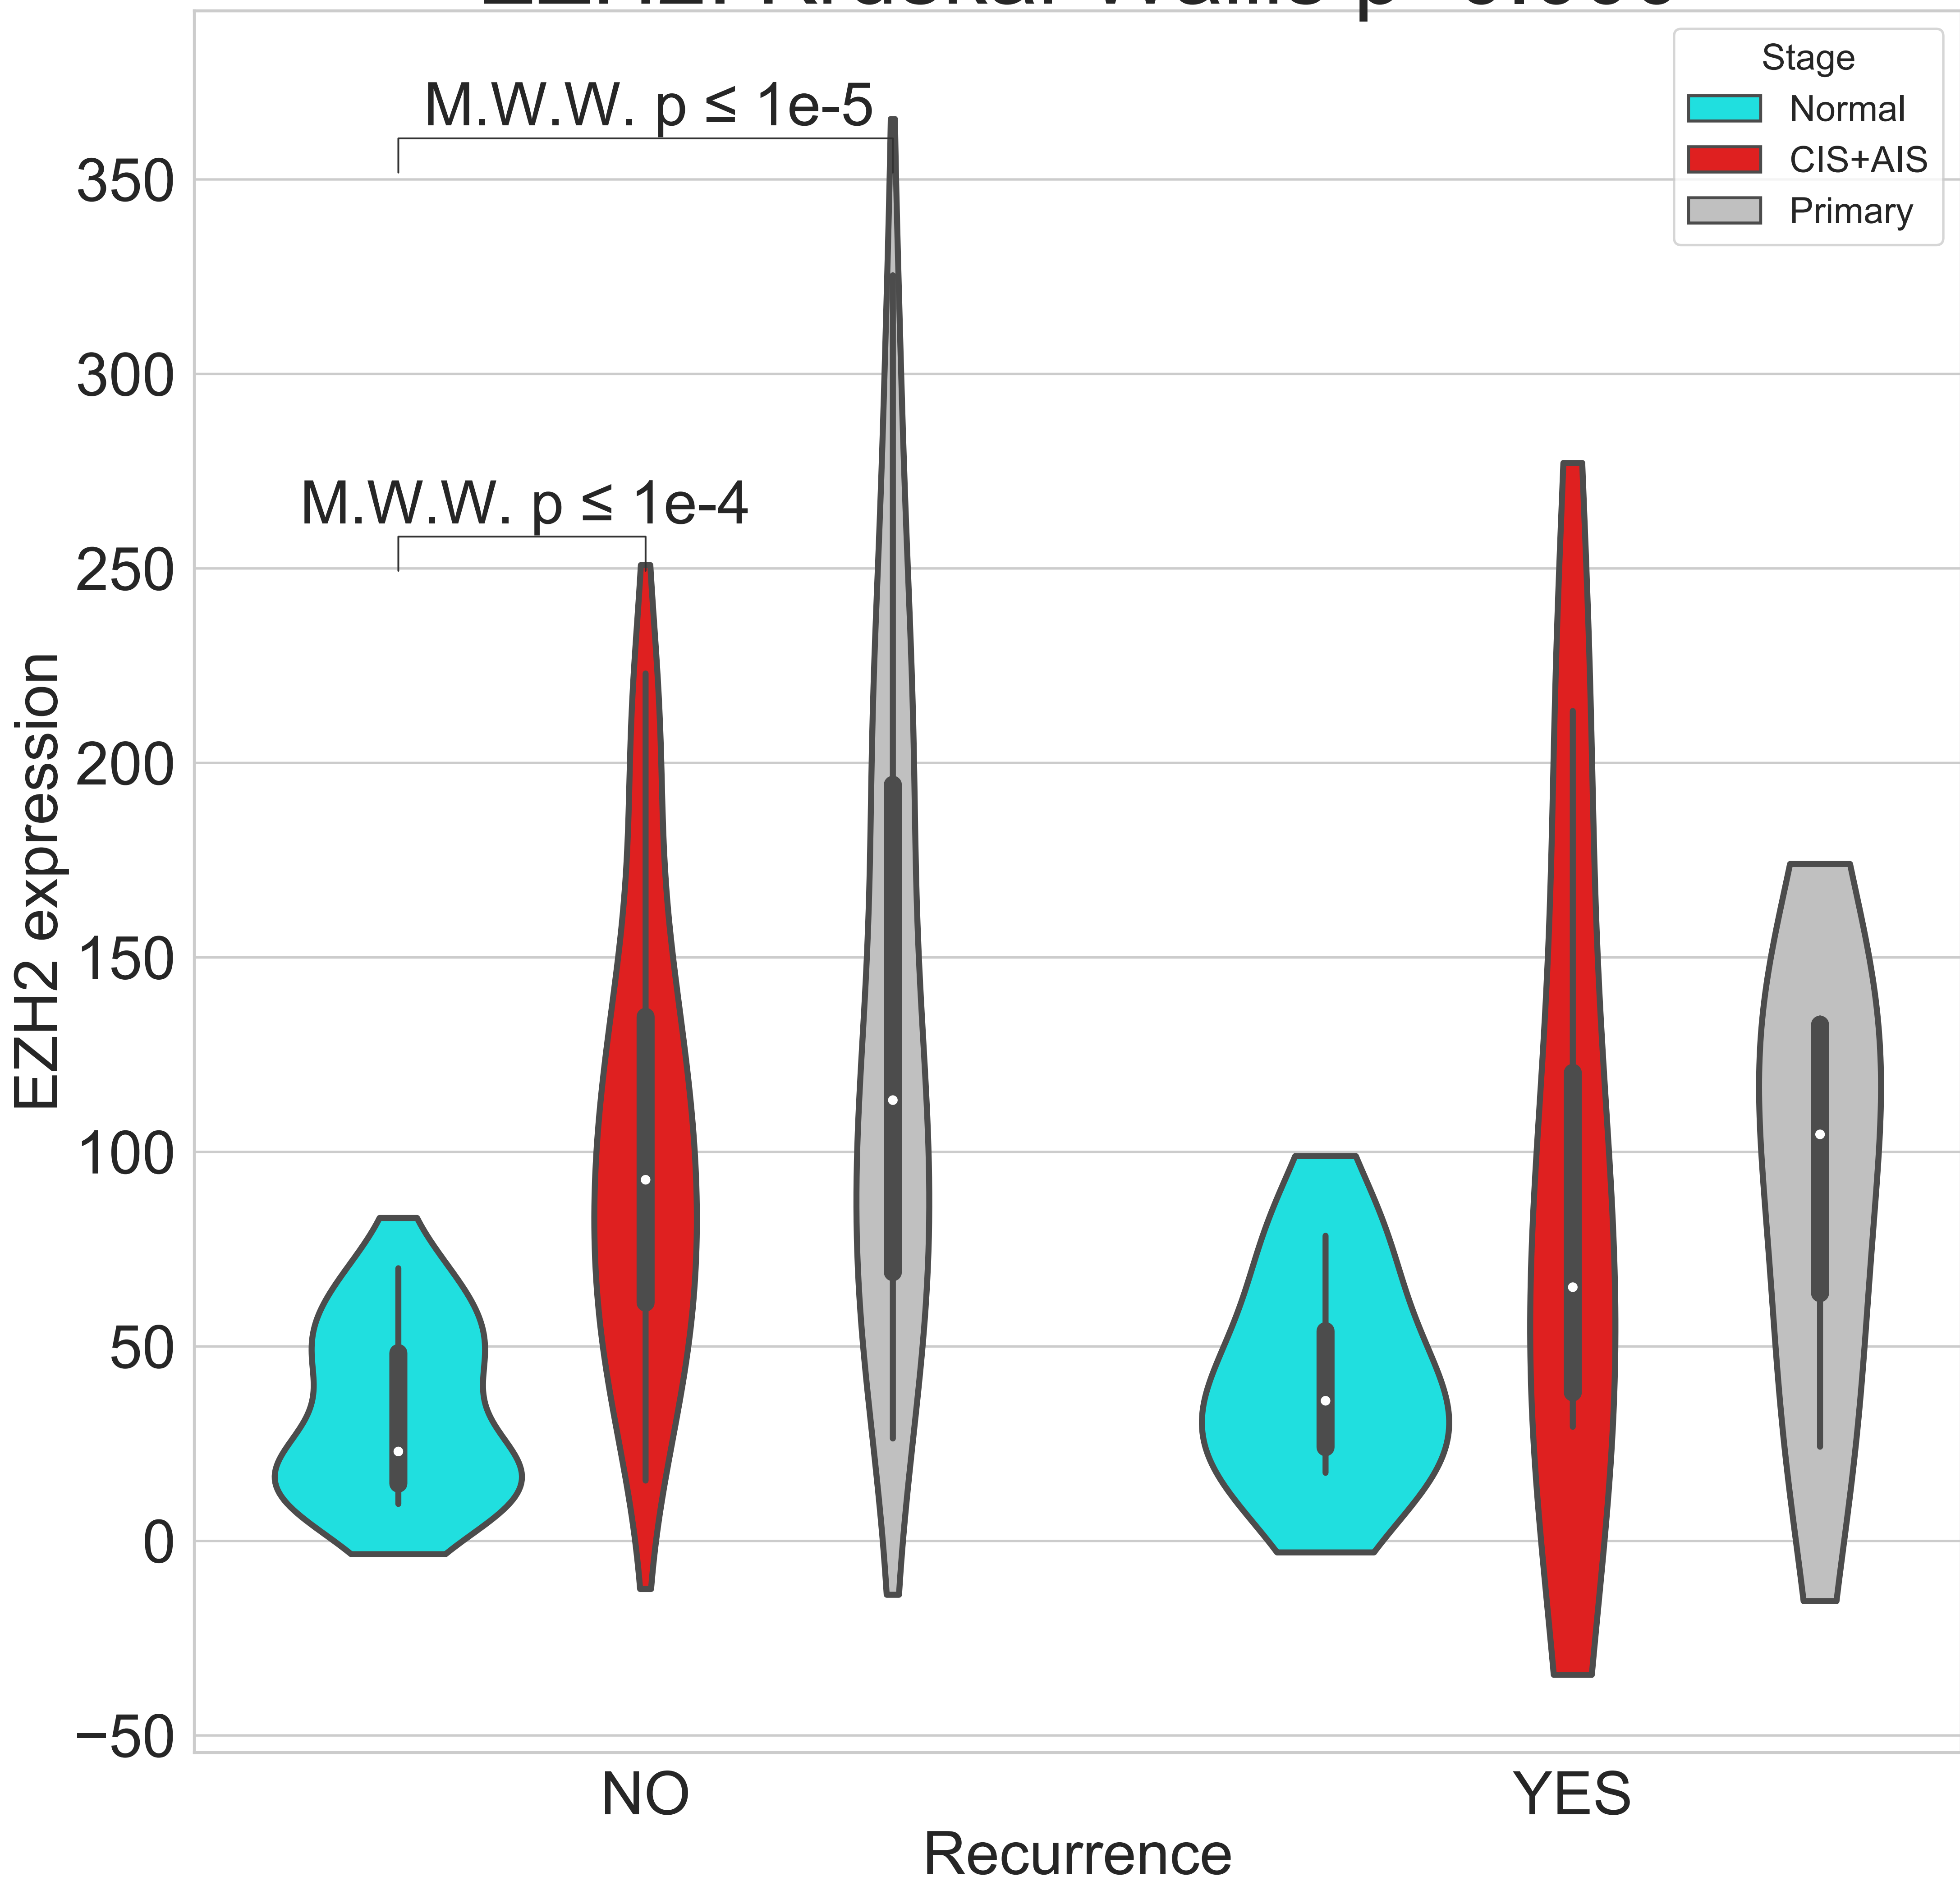 M.W.W. p ≤ 1e-5
M.W.W. p ≤ 1e-4
Stage
Normal
CIS+AIS
Primary
EZH2 expression
350
300
250
200
150
100
50
0
−50
NO
YES
Recurrence